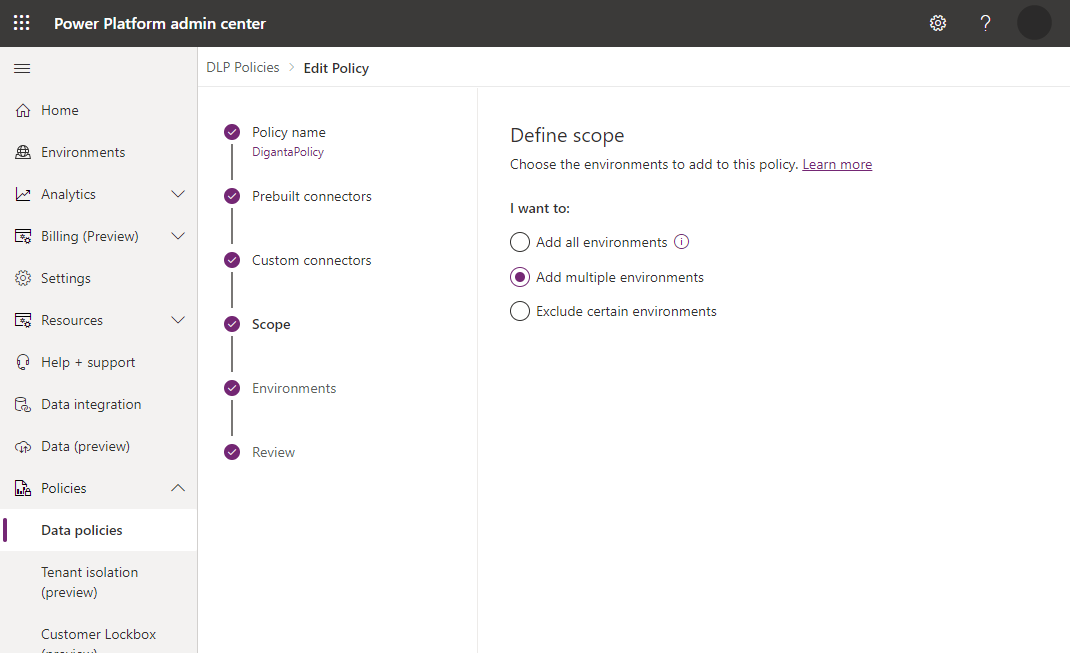 Power Platform admin center
?
DLP Policies > Edit Policy
Home
Environments
Analytics
Billing (Preview)
Settings
Resources
Help + support
Data integration
Data (preview)
Policies
Data policies
Tenant isolation
(preview)
Customer Lockbox
(preview)
Policy name
DigantaPolicy
Prebuilt connectors
Custom connectors
Scope
Environments
Review
Define scope
Choose the environments to add to this policy. Learn more
I want to:
Add all environments
Add multiple environments
Exclude certain environments